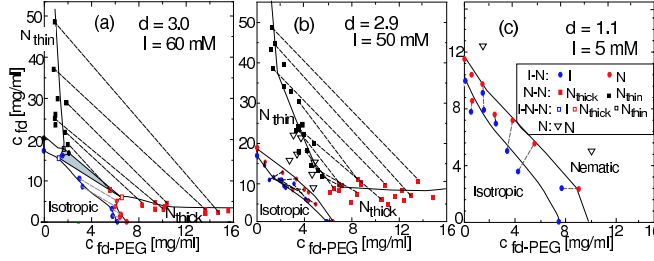 (a)
d = 3.0
I = 60 mM
N_thin
c_fd [mg/ml]
50
40
30
20
10
0
Isotropic
N_thick
0 4 8 12 16
c_fd-PEG [mg/ml]
(b)
d = 2.9
I = 50 mM
N_thin
50
40
30
20
10
0
Isotropic
N_thick
0 4 8 12 16
c_fd-PEG [mg/ml]
(c)
d = 1.1
I = 5 mM
I-N: I N
N-N: N_thick N_thin
I-N-N: I N_thick N_thin
N: N
12
8
4
0
Isotropic
Nematic
0 4 8 12 16
c_fd-PEG [mg/ml]